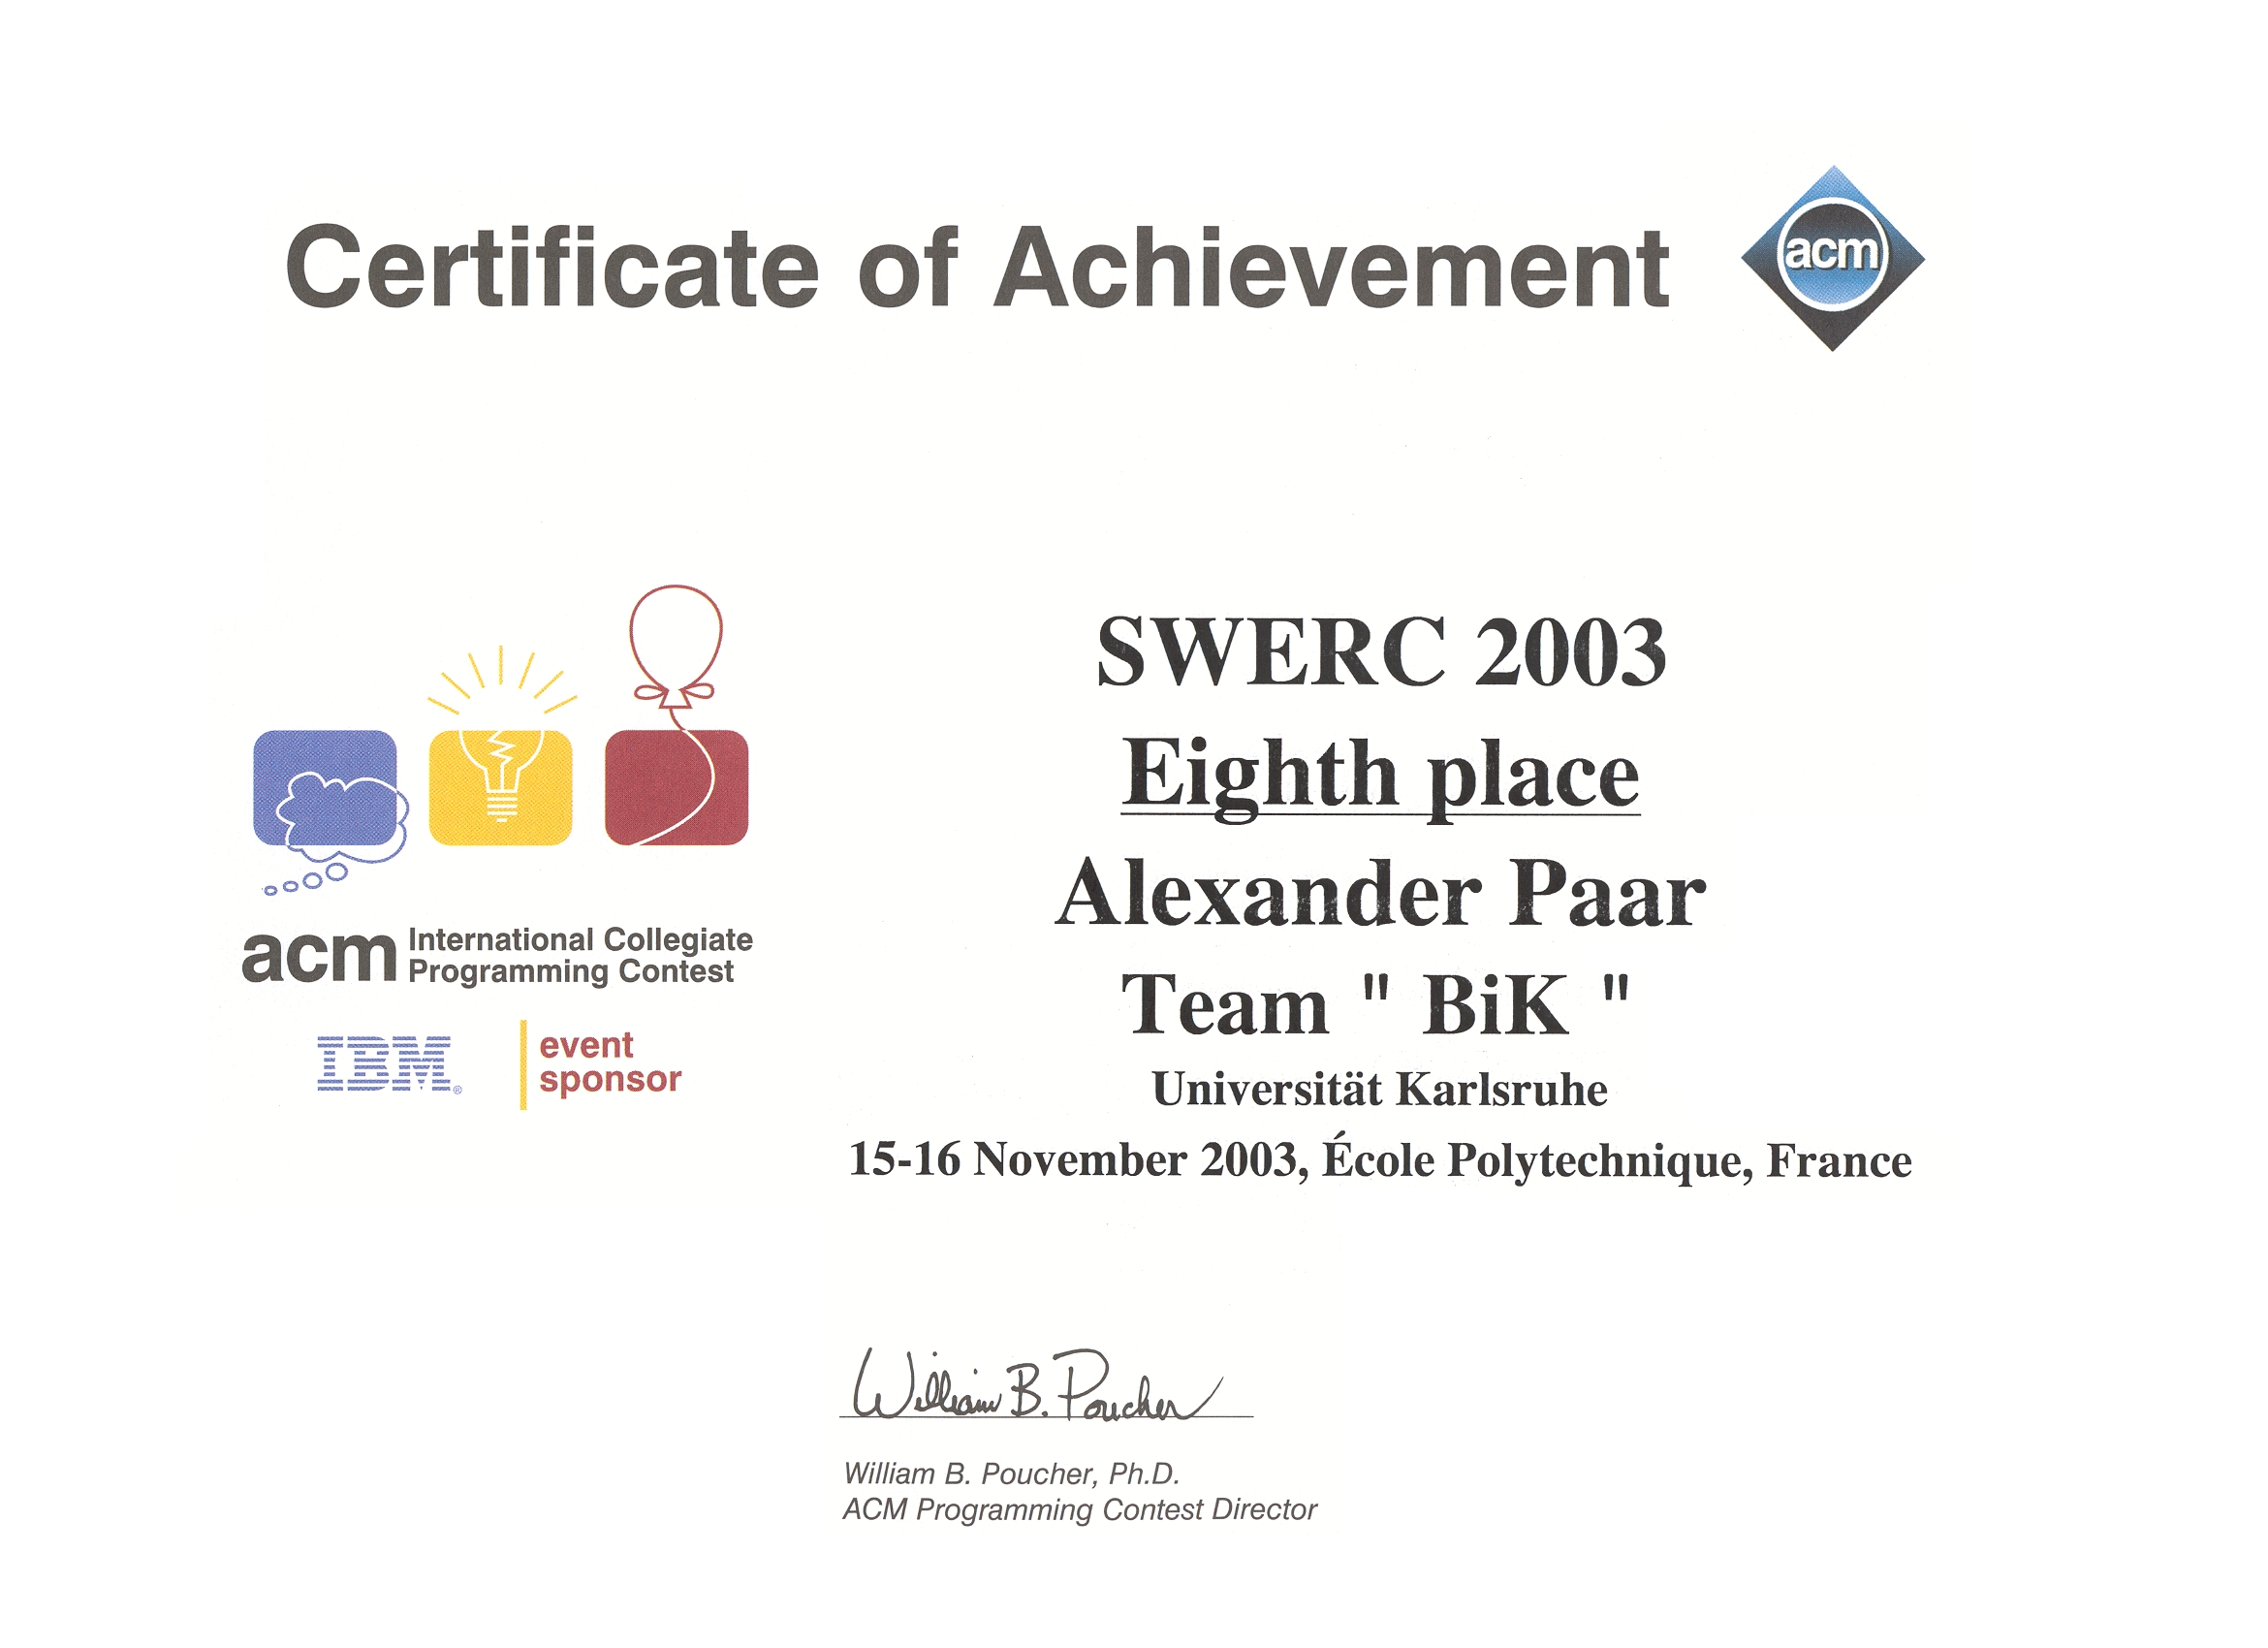 Certificate of Achievement
acm
SWERC 2003
Eighth place
Alexander Paar
Team " BiK "
Universität Karlsruhe
15-16 November 2003, École Polytechnique, France
acm International Collegiate
Programming Contest
IBM®
event
sponsor
William B. Poucher
William B. Poucher, Ph.D.
ACM Programming Contest Director